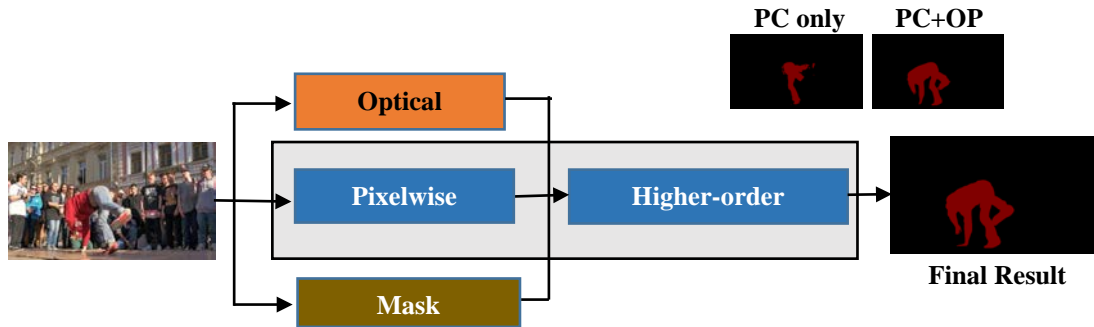 PC only
PC+OP
Optical
Pixelwise
Higher-order
Mask
Final Result